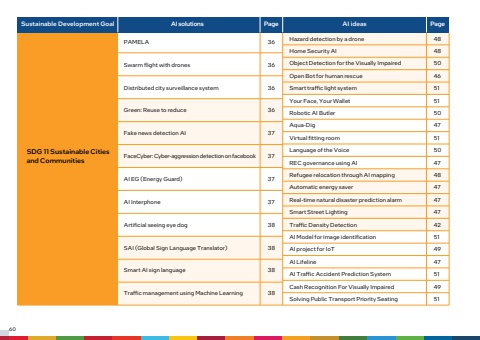 Sustainable Development Goal AI solutions Page AI ideas Page
SDG 11 Sustainable Cities
and Communities
PAMELA 36
Swarm flight with drones 36
Distributed city surveillance system 36
Green: Reuse to reduce 36
Fake news detection AI 37
FaceCyber: Cyber-aggression detection on facebook 37
AI EG (Energy Guard) 37
AI Interphone 37
Artificial seeing eye dog 38
SAI (Global Sign Language Translator) 38
Smart AI sign language 38
Traffic management using Machine Learning 38
Hazard detection by a drone 48
Home Security AI 48
Object Detection for the Visually Impaired 50
Open Bot for human rescue 46
Smart traffic light system 51
Your Face, Your Wallet 51
Robotic AI Butler 50
Aqua-Dig 47
Virtual fitting room 51
Language of the Voice 50
REC governance using AI 47
Refugee relocation through AI mapping 48
Automatic energy saver 47
Real-time natural disaster prediction alarm 47
Smart Street Lighting 47
Traffic Density Detection 42
AI Model for image identification 51
AI project for IoT 49
AI Lifeline 47
AI Traffic Accident Prediction System 51
Cash Recognition For Visually Impaired 49
Solving Public Transport Priority Seating 51
60